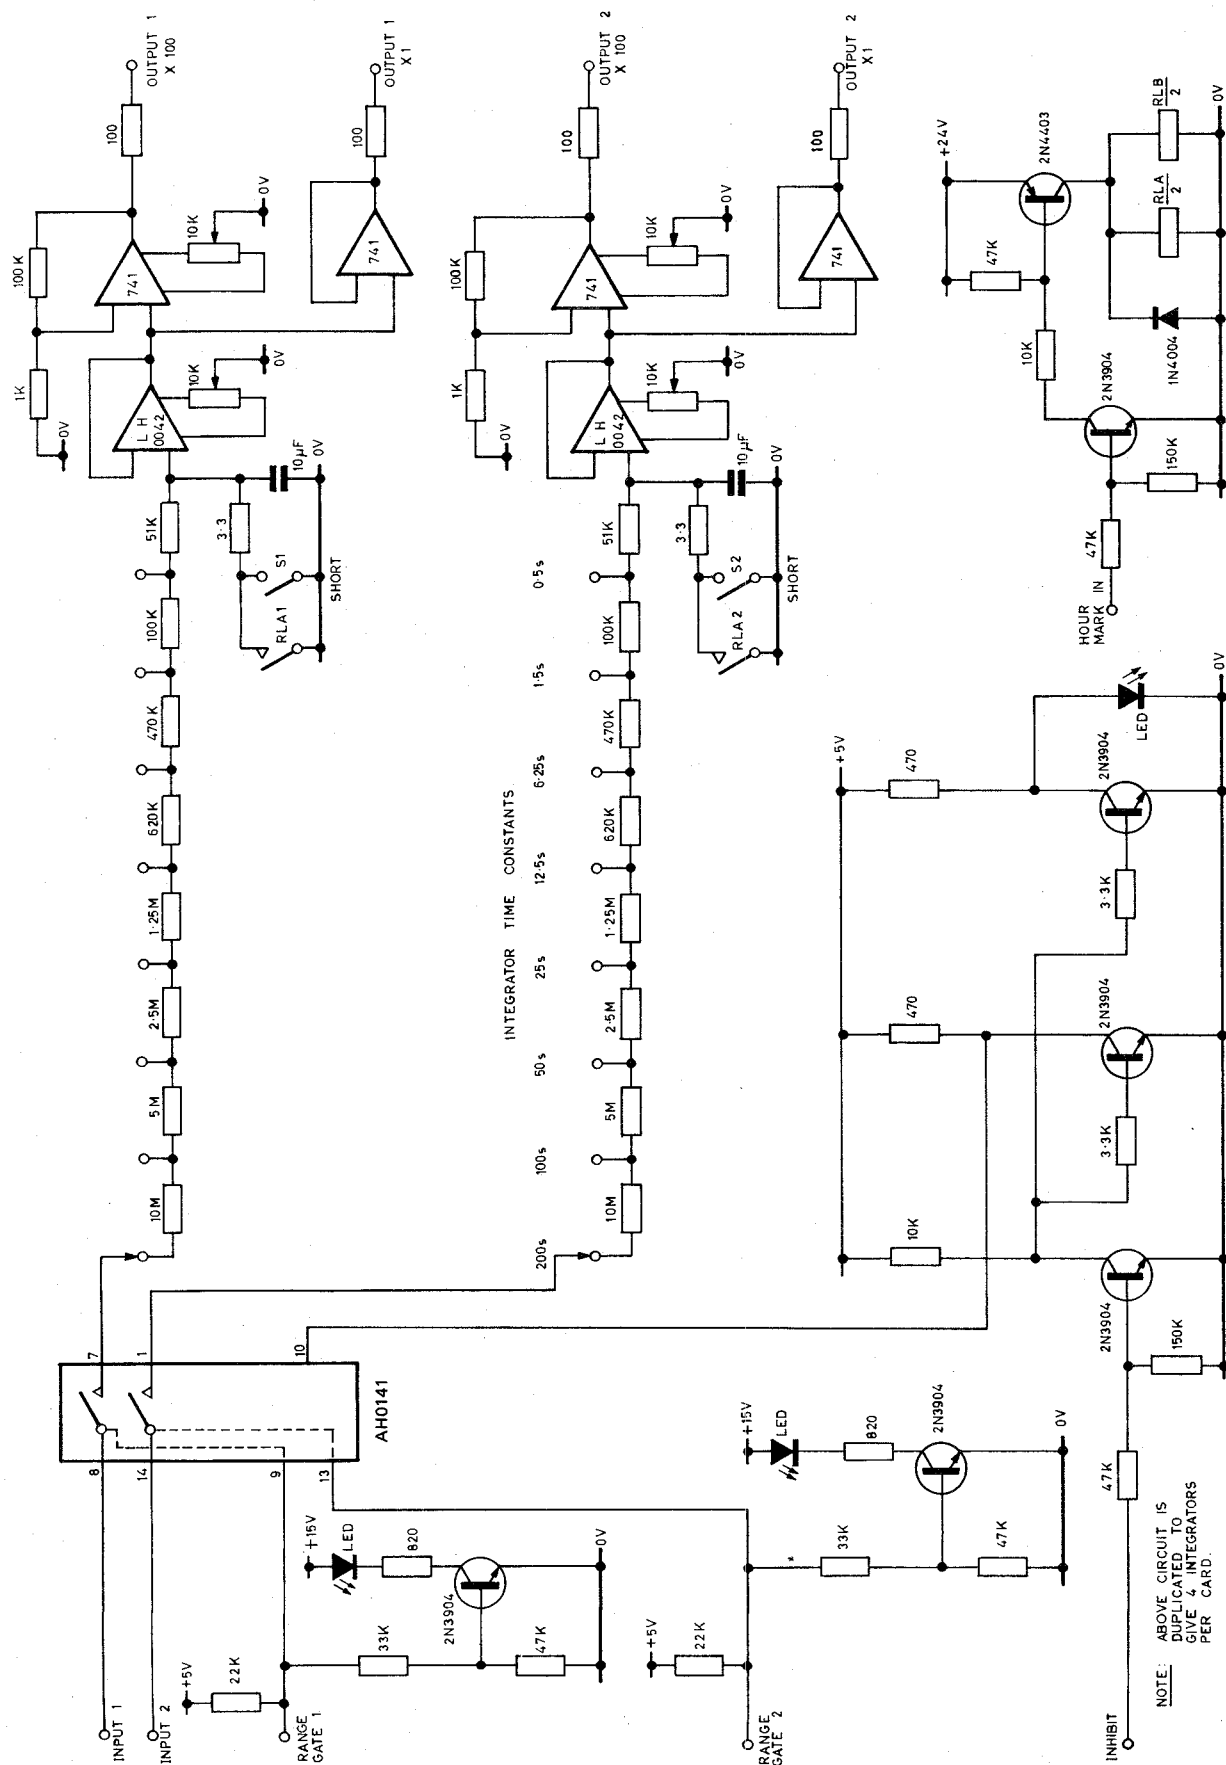 INPUT 1
INPUT 2
+5V
22K
RANGE
GATE 1
8
14
9
13
7
1
10
AH0141
+15V
LED
820
2N3904
33K
47K
0V
10M
5M
2·5M
1·25M
620K
470K
100K
51K
3·3
RLA1
S1
SHORT
10µF
0V
LH
0042
10K
0V
1K
0V
100K
741
10K
0V
100
OUTPUT 1
X 100
741
100
OUTPUT 1
X1
INTEGRATOR TIME CONSTANTS
200s
100s
50s
25s
12·5s
6·25s
1·5s
0·5s
10M
5M
2·5M
1·25M
620K
470K
100K
51K
3·3
RLA2
S2
SHORT
10µF
0V
LH
0042
10K
0V
1K
0V
100K
741
10K
0V
100
OUTPUT 2
X 100
741
100
OUTPUT 2
X1
+5V
22K
RANGE
GATE 2
+15V
LED
820
2N3904
*
33K
47K
0V
INHIBIT
47K
150K
2N3904
+5V
10K
3·3K
2N3904
470
3·3K
2N3904
470
LED
0V
HOUR
MARK IN
47K
150K
2N3904
10K
47K
+24V
2N4403
1N4004
RLA
2
RLB
2
0V
NOTE: ABOVE CIRCUIT IS
DUPLICATED TO
GIVE 4 INTEGRATORS
PER CARD.